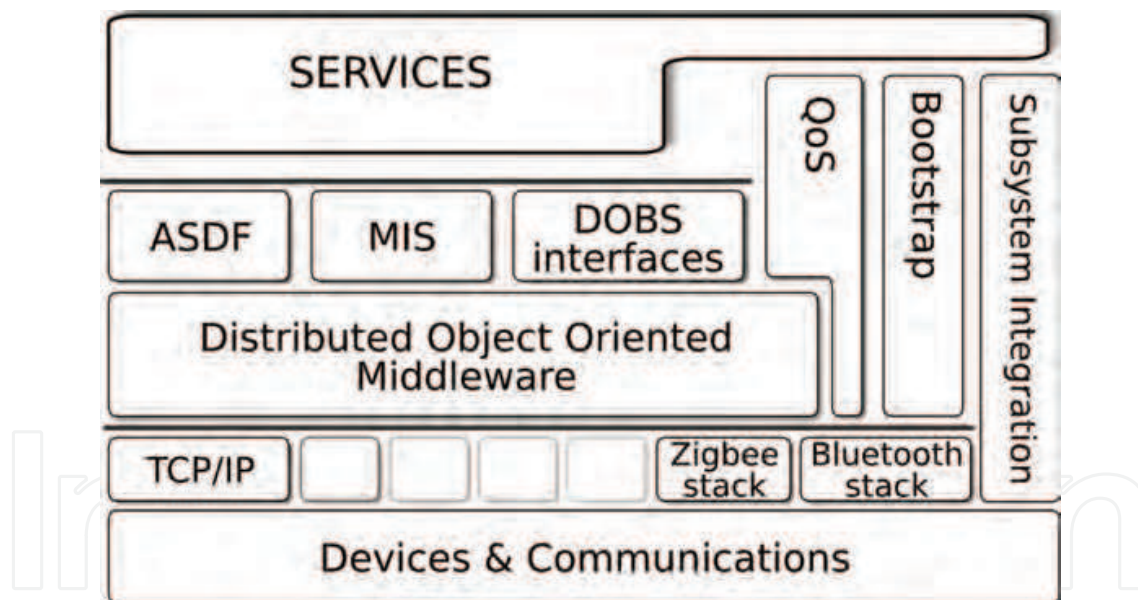 SERVICES
QoS
Bootstrap
Subsystem Integration
ASDF
MIS
DOBS
interfaces
Distributed Object Oriented
Middleware
TCP/IP
Zigbee
stack
Bluetooth
stack
Devices & Communications